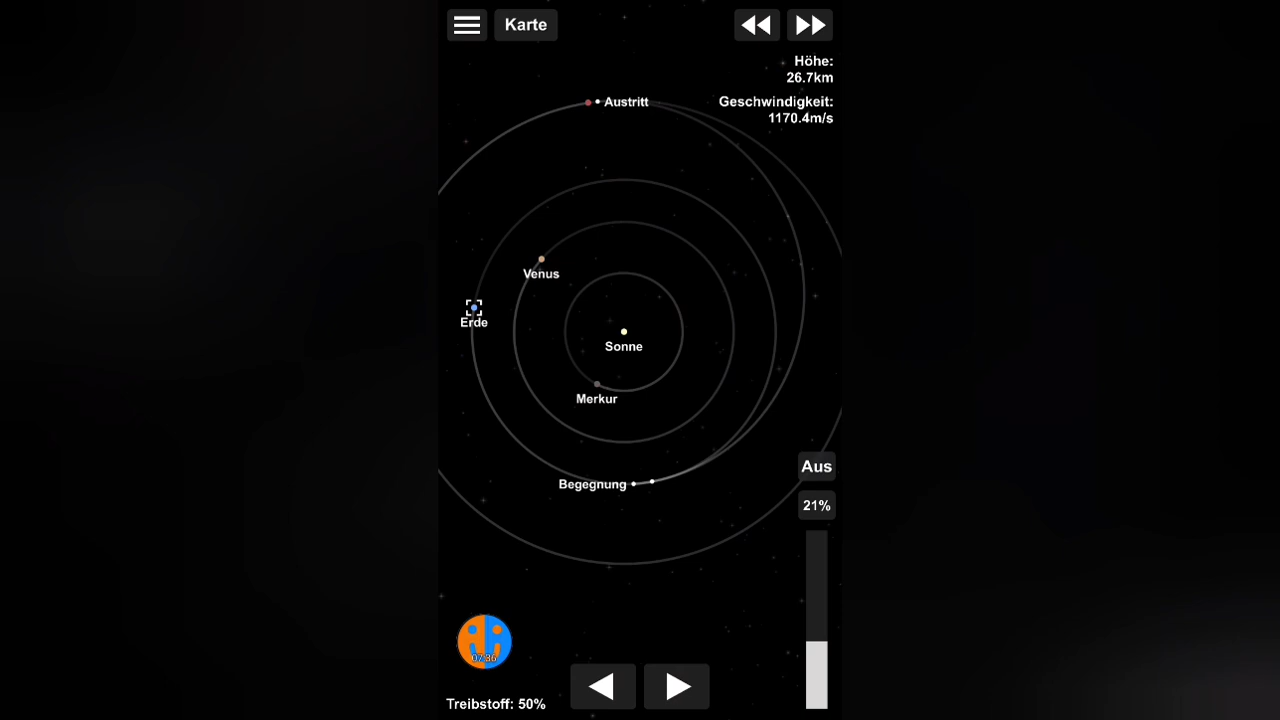 Karte
Höhe:
26.7km
Geschwindigkeit:
1170.4m/s
Austritt
Venus
Erde
Sonne
Merkur
Begegnung
Aus
21%
07:36
Treibstoff: 50%